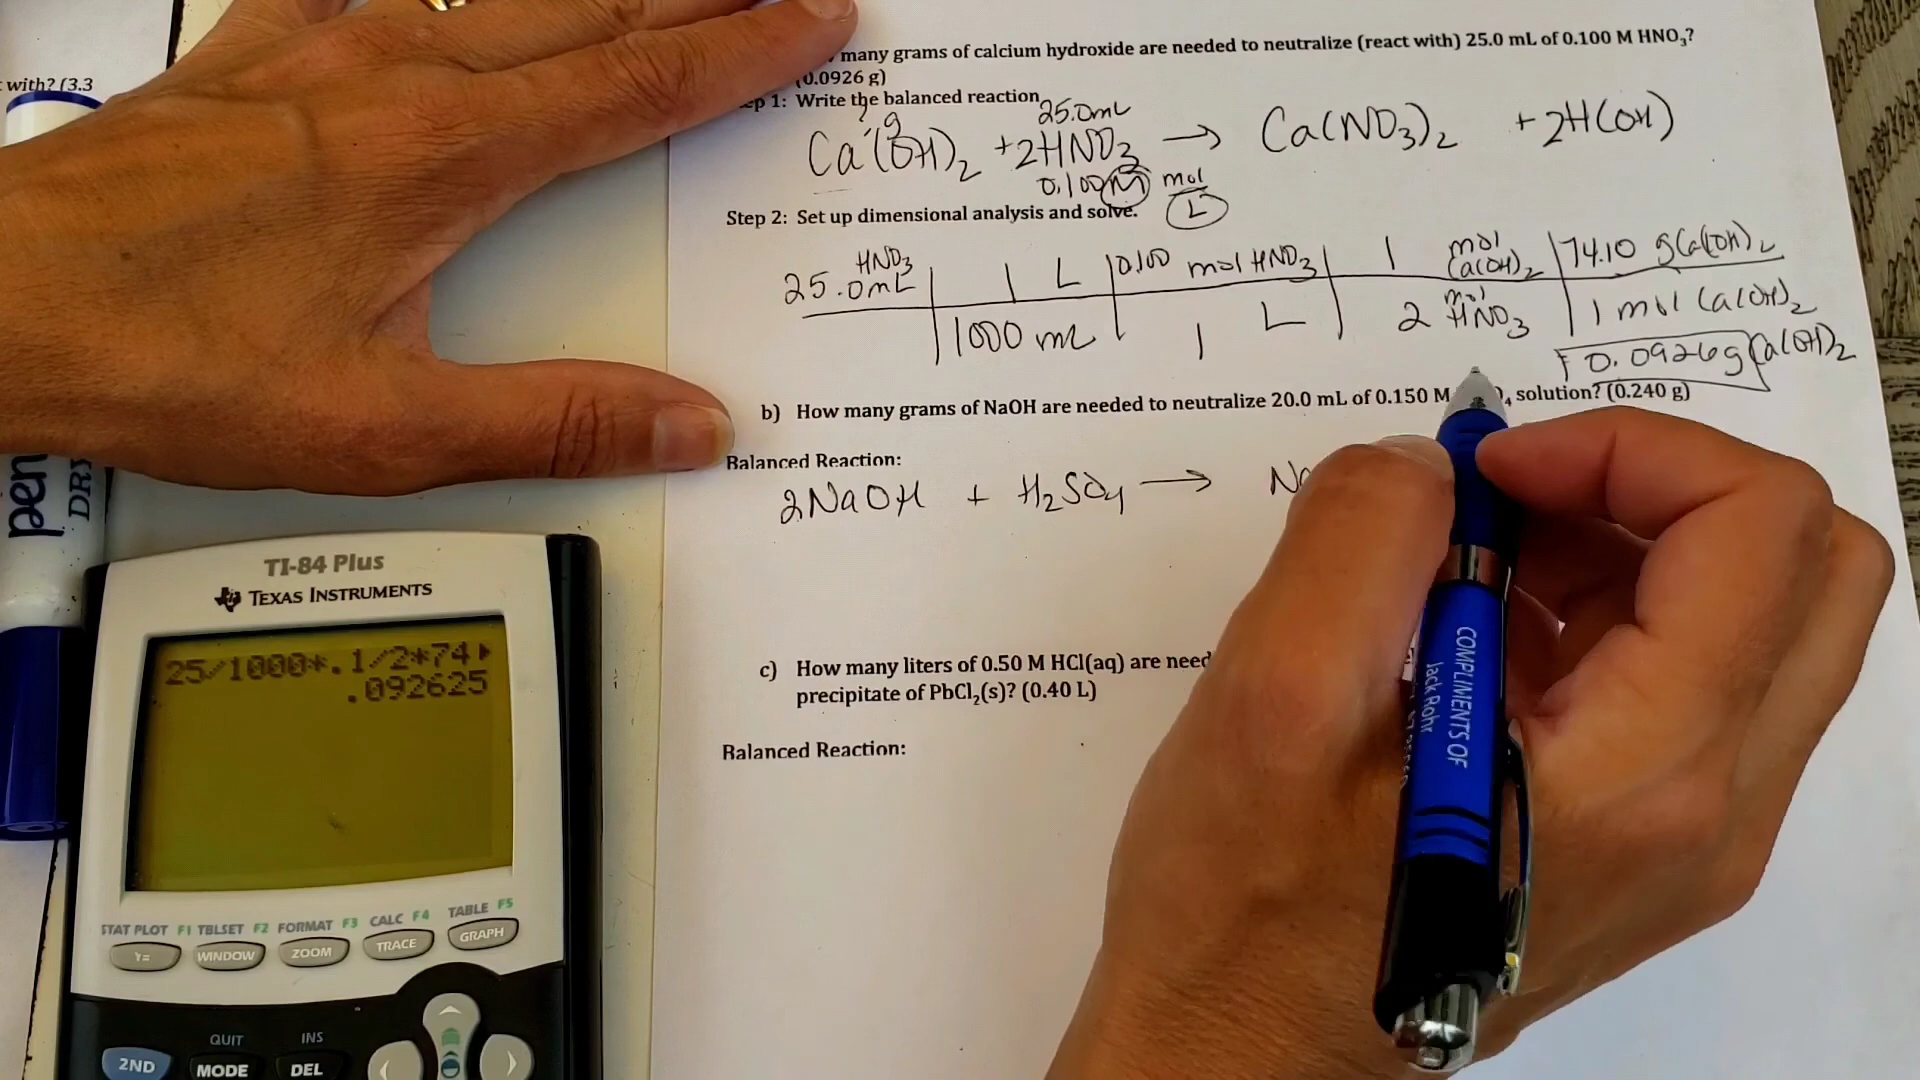 many grams of calcium hydroxide are needed to neutralize (react with) 25.0 mL of 0.100 M HNO₃?
(0.0926 g)
with? (3.3
Step 1: Write the balanced reaction
? g 25.0mL
Ca(OH)₂ + 2HNO₃ → Ca(NO₃)₂ + 2H(OH)
0.100M mol
L
Step 2: Set up dimensional analysis and solve.
25.0mL HNO₃ | 1 L | 0.100 mol HNO₃ | 1 mol Ca(OH)₂ | 74.10 g Ca(OH)₂
1000 mL | 1 L | 2 mol HNO₃ | 1 mol Ca(OH)₂
0.0926g Ca(OH)₂
b) How many grams of NaOH are needed to neutralize 20.0 mL of 0.150 M ₄ solution? (0.240 g)
Balanced Reaction:
2NaOH + H₂SO₄ → Na
c) How many liters of 0.50 M HCl(aq) are need
precipitate of PbCl₂(s)? (0.40 L)
Balanced Reaction:
pen
DRY
TI-84 Plus
TEXAS INSTRUMENTS
25/1000*.1/2*74
.092625
STAT PLOT F1 TBLSET F2 FORMAT F3 CALC F4 TABLE F5
Y= WINDOW ZOOM TRACE GRAPH
QUIT INS
2ND MODE DEL
COMPLIMENTS OF
Jack Rohr